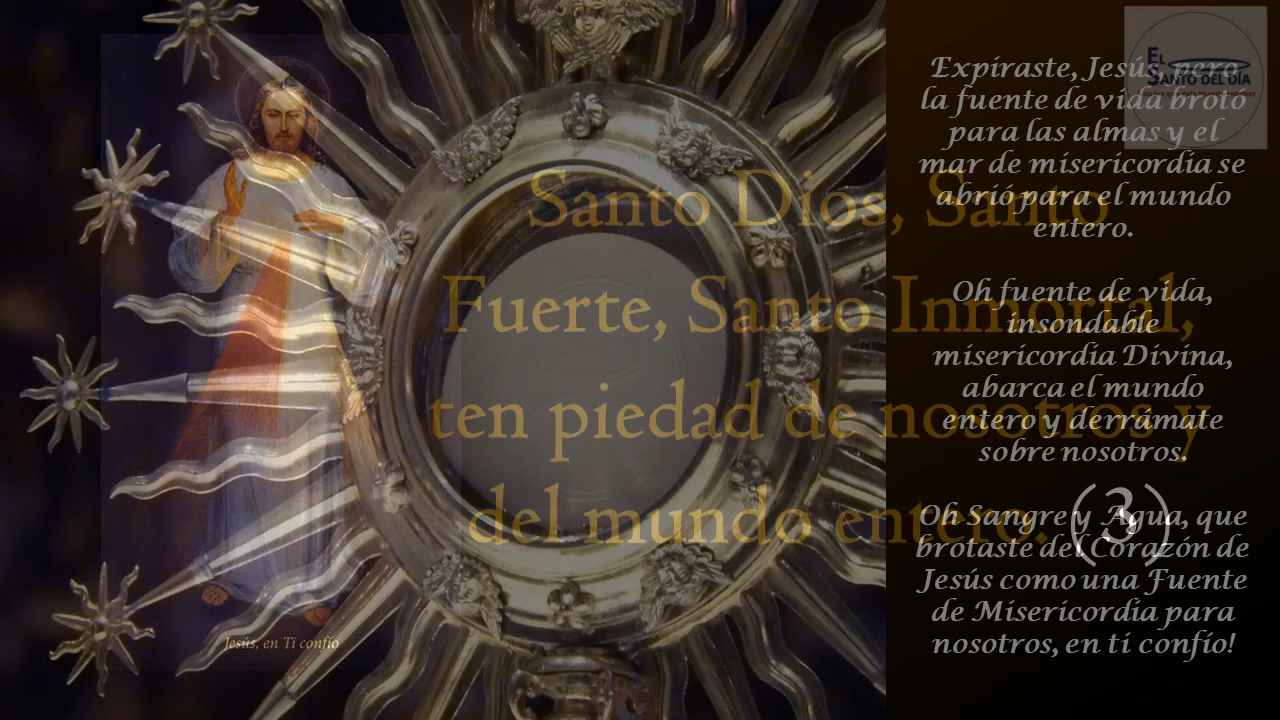 EL
SANTO DEL DÍA
Expiraste, Jesús, pero
la fuente de vida brotó
para las almas y el
mar de misericordia se
abrió para el mundo
entero.
Oh fuente de vida,
insondable
misericordia Divina,
abarca el mundo
entero y derrámate
sobre nosotros.
Oh Sangre y Agua, que
brotaste del Corazón de
Jesús como una Fuente
de Misericordia para
nosotros, en ti confío!
Santo Dios, Santo
Fuerte, Santo Inmortal,
ten piedad de nosotros y
del mundo entero.
(3)
Jesús, en Ti confío